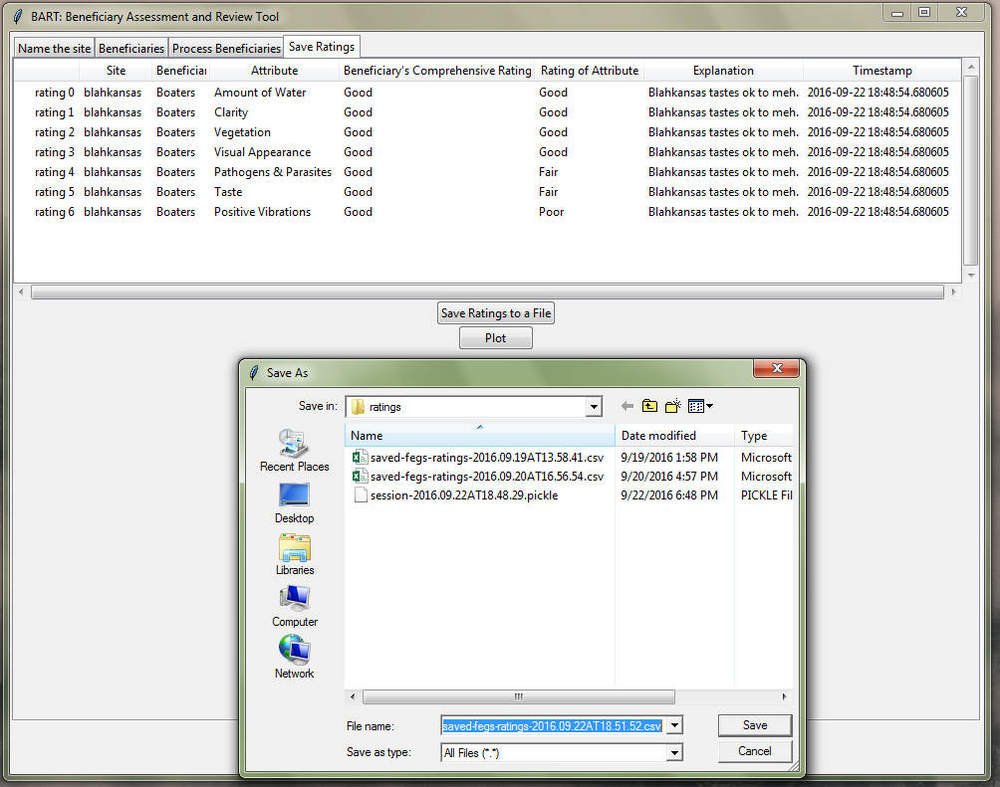 BART: Beneficiary Assessment and Review Tool
Name the site Beneficiaries Process Beneficiaries Save Ratings
Site Beneficiar Attribute Beneficiary's Comprehensive Rating Rating of Attribute Explanation Timestamp
rating 0 blahkansas Boaters Amount of Water Good Good Blahkansas tastes ok to meh. 2016-09-22 18:48:54.680605
rating 1 blahkansas Boaters Clarity Good Good Blahkansas tastes ok to meh. 2016-09-22 18:48:54.680605
rating 2 blahkansas Boaters Vegetation Good Good Blahkansas tastes ok to meh. 2016-09-22 18:48:54.680605
rating 3 blahkansas Boaters Visual Appearance Good Good Blahkansas tastes ok to meh. 2016-09-22 18:48:54.680605
rating 4 blahkansas Boaters Pathogens & Parasites Good Fair Blahkansas tastes ok to meh. 2016-09-22 18:48:54.680605
rating 5 blahkansas Boaters Taste Good Fair Blahkansas tastes ok to meh. 2016-09-22 18:48:54.680605
rating 6 blahkansas Boaters Positive Vibrations Good Poor Blahkansas tastes ok to meh. 2016-09-22 18:48:54.680605
Save Ratings to a File
Plot
Save As
Save in: ratings
Name Date modified Type
saved-fegs-ratings-2016.09.19AT13.58.41.csv 9/19/2016 1:58 PM Microsoft
saved-fegs-ratings-2016.09.20AT16.56.54.csv 9/20/2016 4:57 PM Microsoft
session-2016.09.22AT18.48.29.pickle 9/22/2016 6:48 PM PICKLE Fil
Recent Places
Desktop
Libraries
Computer
Network
File name: saved-fegs-ratings-2016.09.22AT18.51.52.csv Save
Save as type: All Files (*.*) Cancel